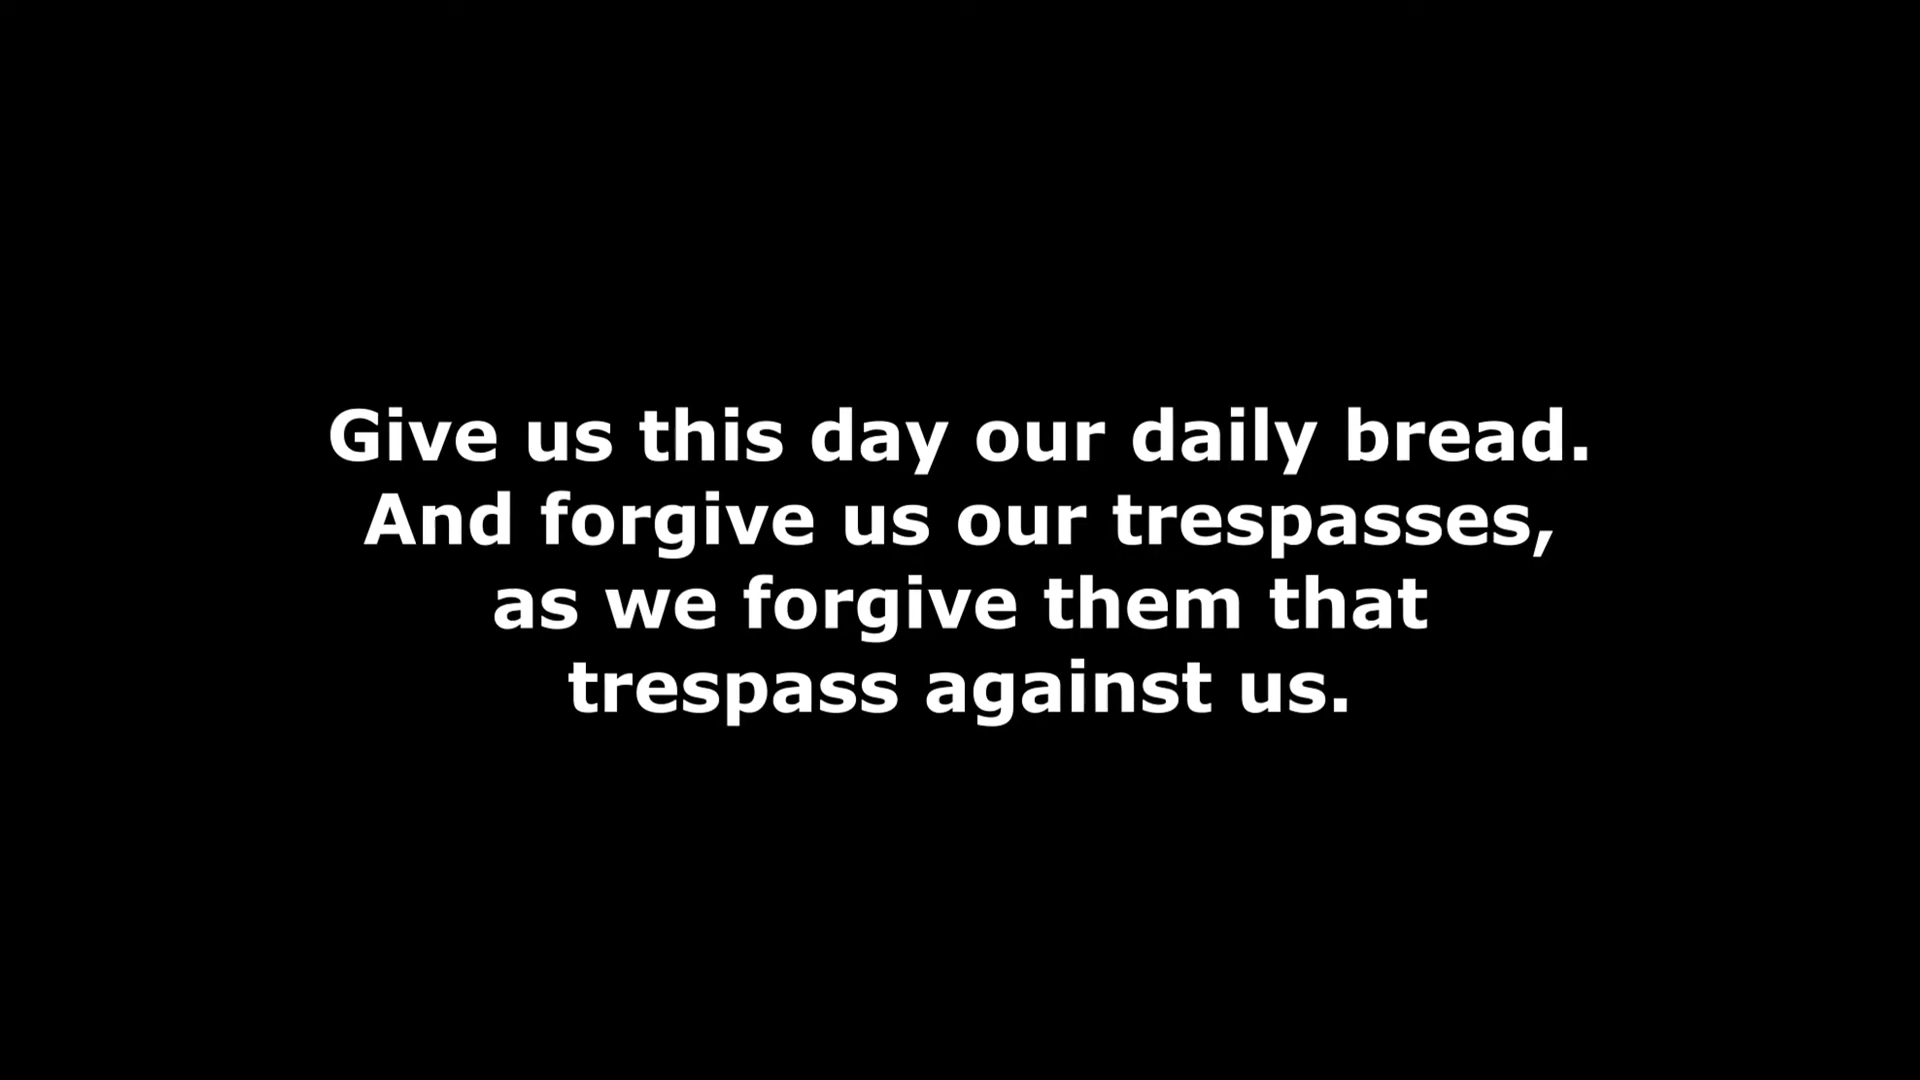 Give us this day our daily bread.
And forgive us our trespasses,
as we forgive them that
trespass against us.